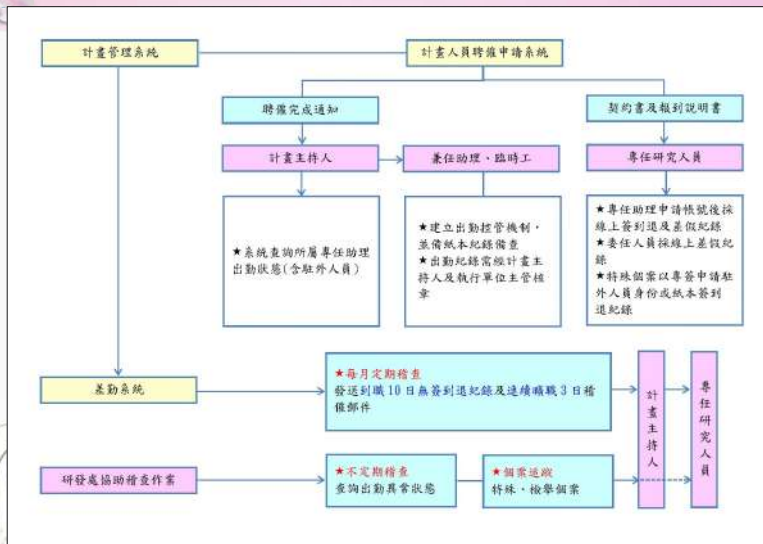 計畫管理系統
計畫人員聘僱申請系統
聘僱完成通知
契約書及報到說明書
計畫主持人
兼任助理、臨時工
專任研究人員
★系統查詢所屬專任助理
出勤狀態(含駐外人員)
★建立出勤控管機制，
並備紙本紀錄備查
★出勤紀錄需經計畫主
持人及執行單位主管核
章
★專任助理申請帳號後採
線上簽到退及差假紀錄
★委任人員採線上差假紀
錄
★特殊個案以專簽申請駐
外人員身份或紙本簽到
退紀錄
差勤系統
★每月定期稽查
發送到職10日無簽到退紀錄及連續曠職3日稽
催郵件
計畫主持人
專任研究人員
研發處協助稽查作業
★不定期稽查
查詢出勤異常狀態
★個案追蹤
特殊、檢舉個案